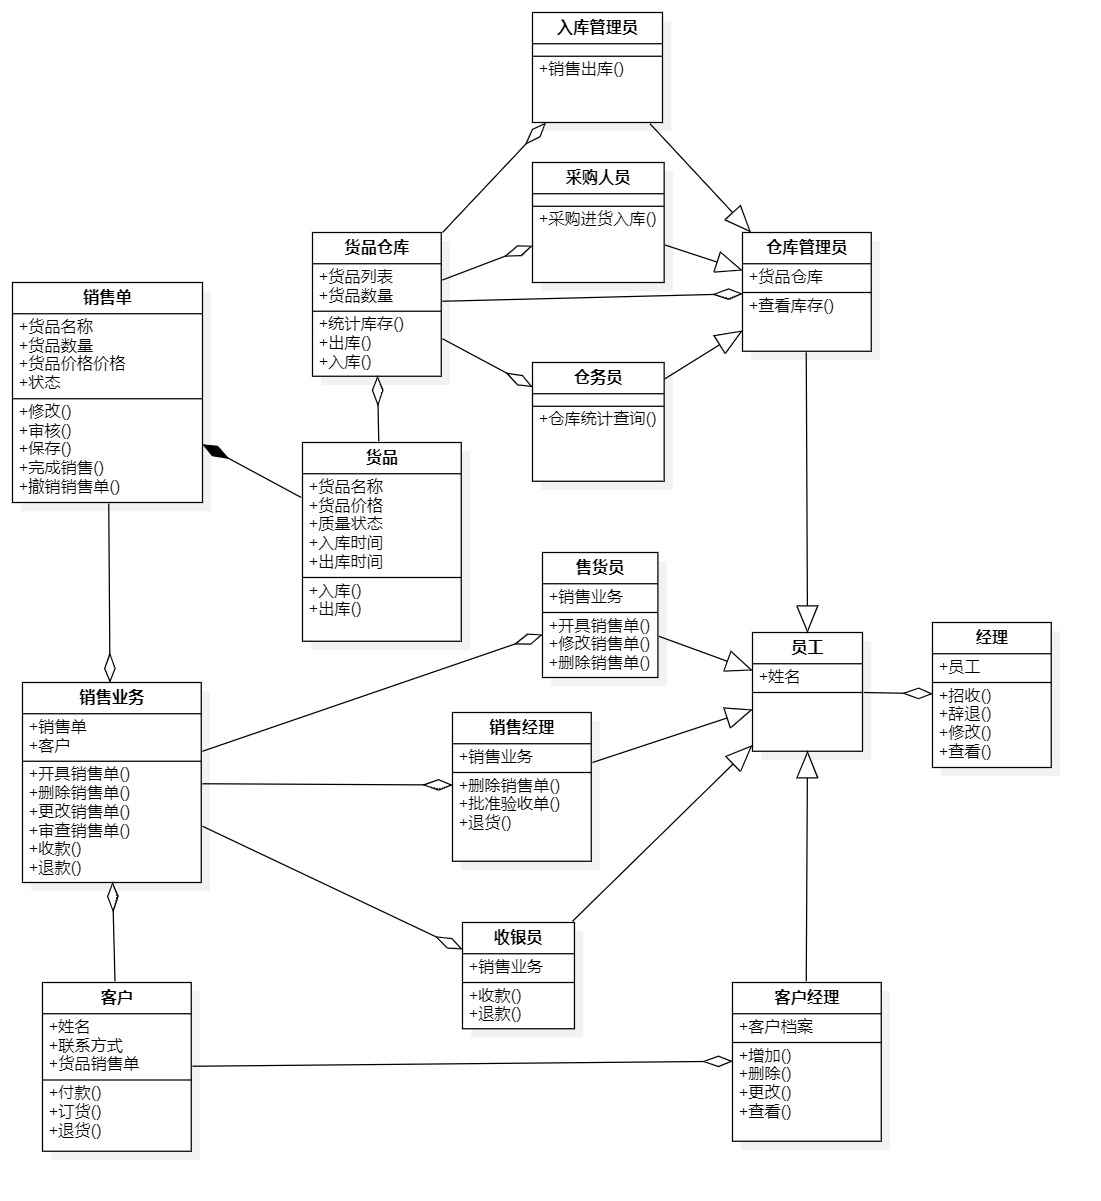 入库管理员
+销售出库()
采购人员
+采购进货入库()
货品仓库
+货品列表
+货品数量
+统计库存()
+出库()
+入库()
仓库管理员
+货品仓库
+查看库存()
销售单
+货品名称
+货品数量
+货品价格价格
+状态
+修改()
+审核()
+保存()
+完成销售()
+撤销销售单()
仓务员
+仓库统计查询()
货品
+货品名称
+货品价格
+质量状态
+入库时间
+出库时间
+入库()
+出库()
售货员
+销售业务
+开具销售单()
+修改销售单()
+删除销售单()
员工
+姓名
经理
+员工
+招收()
+辞退()
+修改()
+查看()
销售业务
+销售单
+客户
+开具销售单()
+删除销售单()
+更改销售单()
+审查销售单()
+收款()
+退款()
销售经理
+销售业务
+删除销售单()
+批准验收单()
+退货()
收银员
+销售业务
+收款()
+退款()
客户
+姓名
+联系方式
+货品销售单
+付款()
+订货()
+退货()
客户经理
+客户档案
+增加()
+删除()
+更改()
+查看()